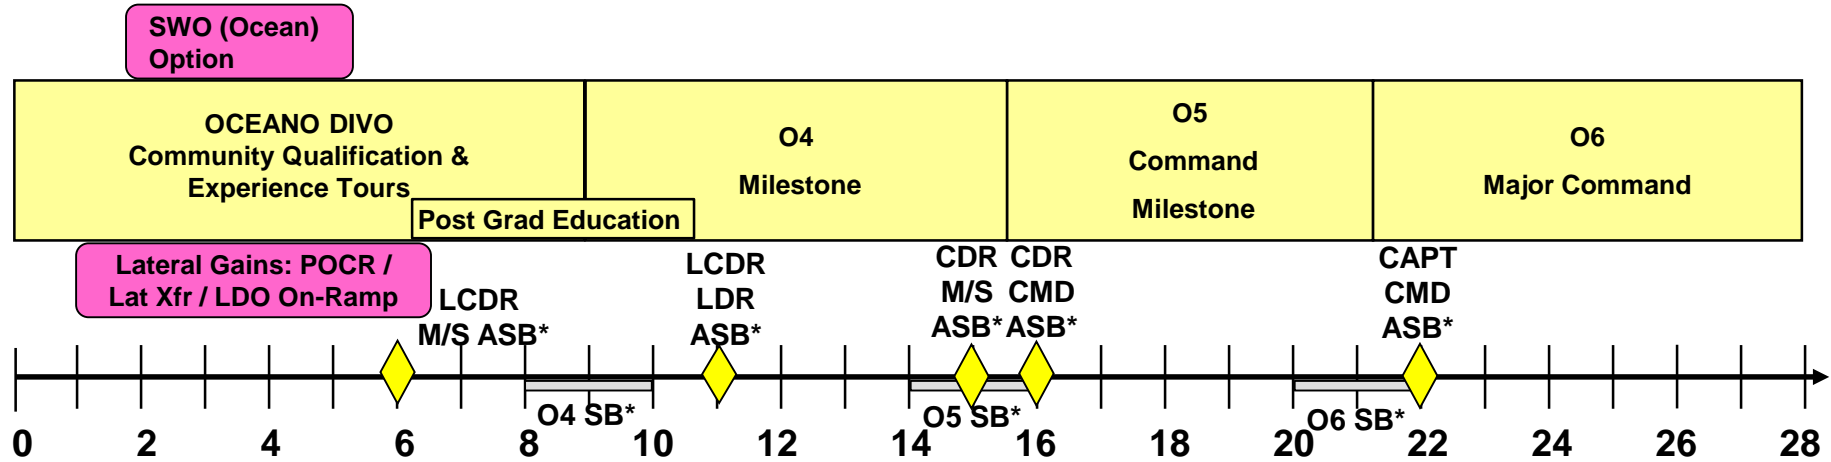 SWO (Ocean)
Option
OCEANO DIVO
Community Qualification &
Experience Tours
Post Grad Education
O4
Milestone
O5
Command
Milestone
O6
Major Command
Lateral Gains: POCR /
Lat Xfr / LDO On-Ramp
LCDR
M/S ASB*
LCDR
LDR
ASB*
CDR
M/S
ASB*
CDR
CMD
ASB*
CAPT
CMD
ASB*
O4 SB*
O5 SB*
O6 SB*
0 2 4 6 8 10 12 14 16 18 20 22 24 26 28